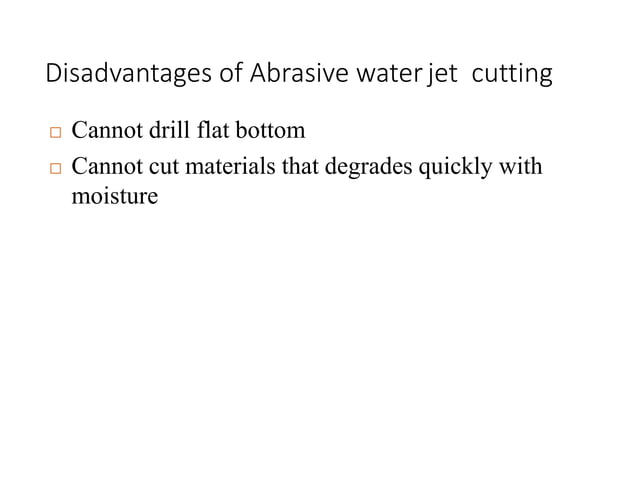 Disadvantages of Abrasive water jet  cutting
□ Cannot drill flat bottom
□ Cannot cut materials that degrades quickly with
moisture